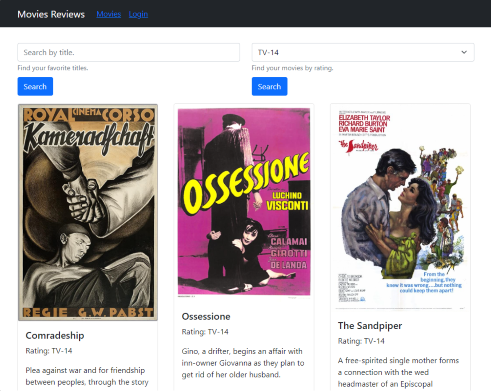 Movies Reviews Movies Login
Search by title.
TV-14
Find your favorite titles.
Find your movies by rating.
Search
Search
ROYAL CINEMA CORSO
Kameradschaft
REGIE G.W. PABST
Comradeship
Rating: TV-14
Plea against war and for friendship
between peoples, through the story
OSSESSIONE
LUCHINO
VISCONTI
CALAMAI
GIROTTI
DE LANDA
Ossessione
Rating: TV-14
Gino, a drifter, begins an affair with
inn-owner Giovanna as they plan to
get rid of her older husband.
ELIZABETH TAYLOR
RICHARD BURTON
EVA MARIE SAINT
the Sandpiper
From the
beginning, they
knew it was
wrong...but nothing
could keep them apart!
The Sandpiper
Rating: TV-14
A free-spirited single mother forms
a connection with the wed
headmaster of an Episcopal